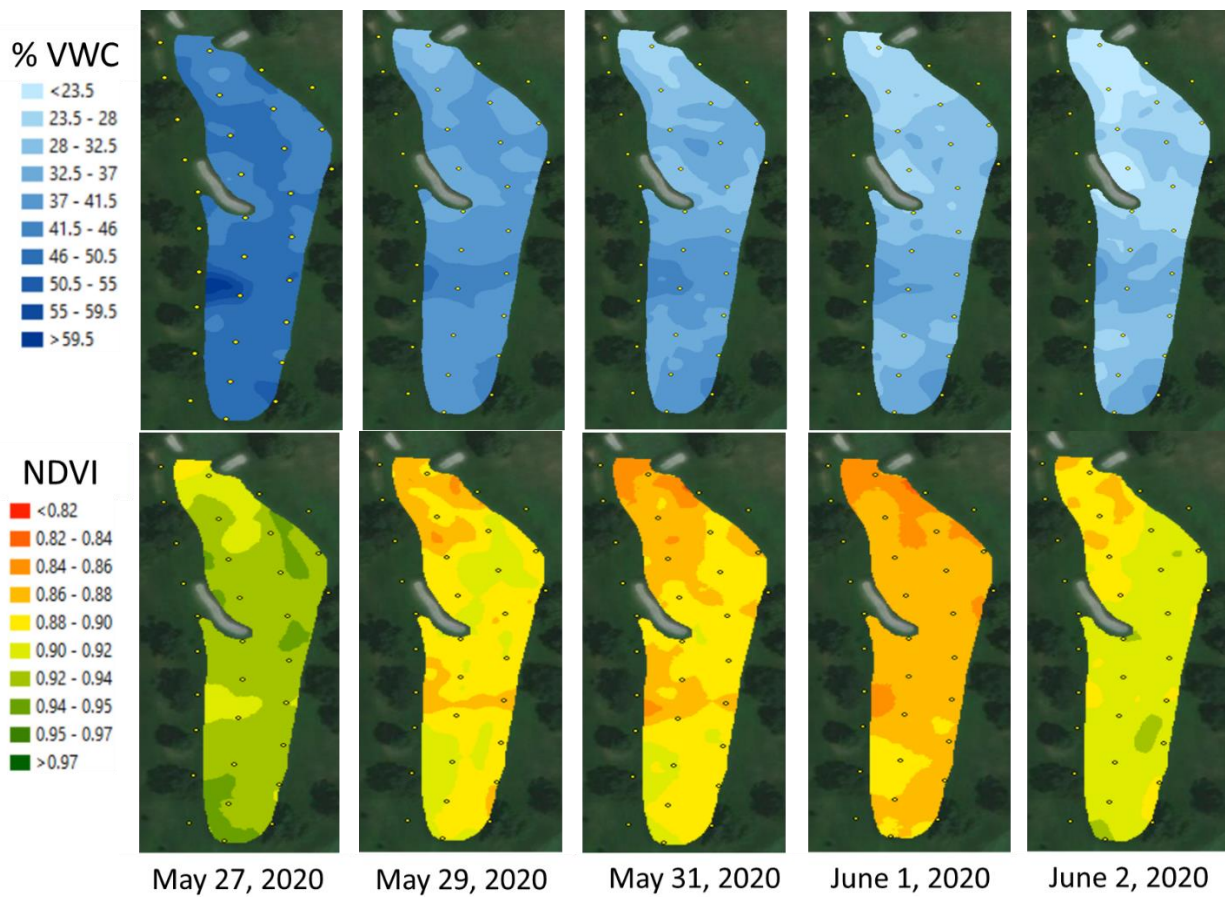 % VWC
<23.5
23.5 - 28
28 - 32.5
32.5 - 37
37 - 41.5
41.5 - 46
46 - 50.5
50.5 - 55
55 - 59.5
>59.5
NDVI
<0.82
0.82 - 0.84
0.84 - 0.86
0.86 - 0.88
0.88 - 0.90
0.90 - 0.92
0.92 - 0.94
0.94 - 0.95
0.95 - 0.97
>0.97
May 27, 2020
May 29, 2020
May 31, 2020
June 1, 2020
June 2, 2020